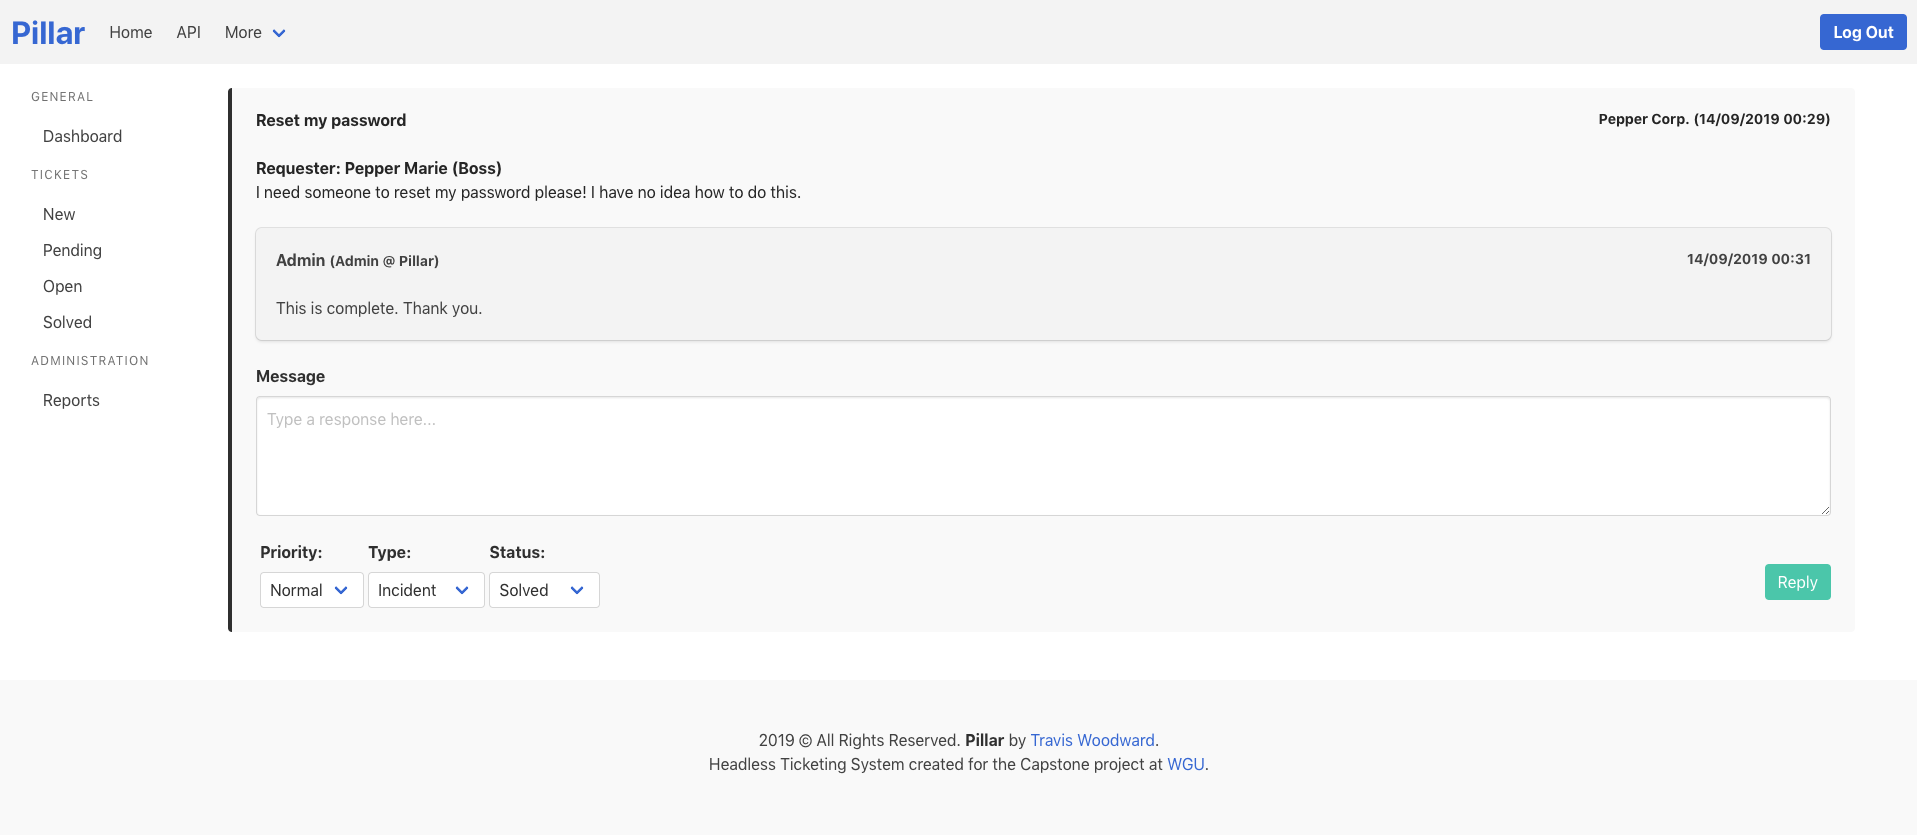 Pillar Home API More Log Out
GENERAL
Dashboard
TICKETS
New
Pending
Open
Solved
ADMINISTRATION
Reports
Reset my password Pepper Corp. (14/09/2019 00:29)
Requester: Pepper Marie (Boss)
I need someone to reset my password please! I have no idea how to do this.
Admin (Admin @ Pillar) 14/09/2019 00:31
This is complete. Thank you.
Message
Type a response here...
Priority: Type: Status:
Normal Incident Solved Reply
2019 © All Rights Reserved. Pillar by Travis Woodward.
Headless Ticketing System created for the Capstone project at WGU.